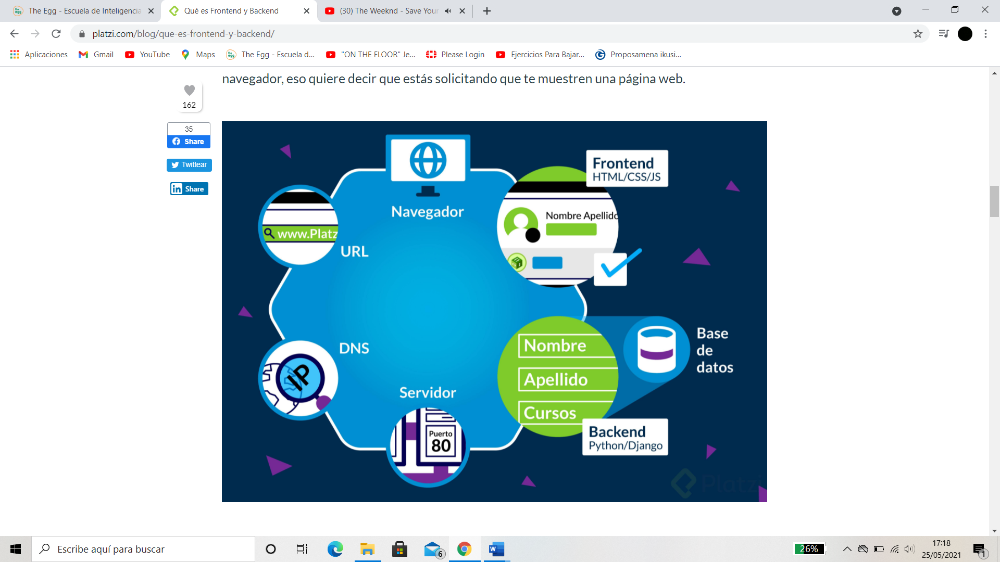 The Egg - Escuela de Inteligencia
Qué es Frontend y Backend
(30) The Weeknd - Save Your
platzi.com/blog/que-es-frontend-y-backend/
Aplicaciones
Gmail
YouTube
Maps
The Egg - Escuela d...
"ON THE FLOOR" Je...
Please Login
Ejercicios Para Bajar...
Proposamena ikusi...
navegador, eso quiere decir que estás solicitando que te muestren una página web.
162
35
Share
Twittear
in Share
Navegador
www.Platz
URL
DNS
IP
Servidor
Puerto
80
Frontend
HTML/CSS/JS
Nombre Apellido
Nombre
Apellido
Cursos
Base
de
datos
Backend
Python/Django
Platzi
Escribe aquí para buscar
6
W
26%
17:18
25/05/2021
1